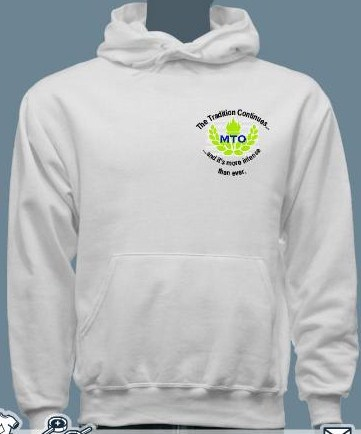 The Tradition Continues...
MTO
...and it's more intense
than ever.